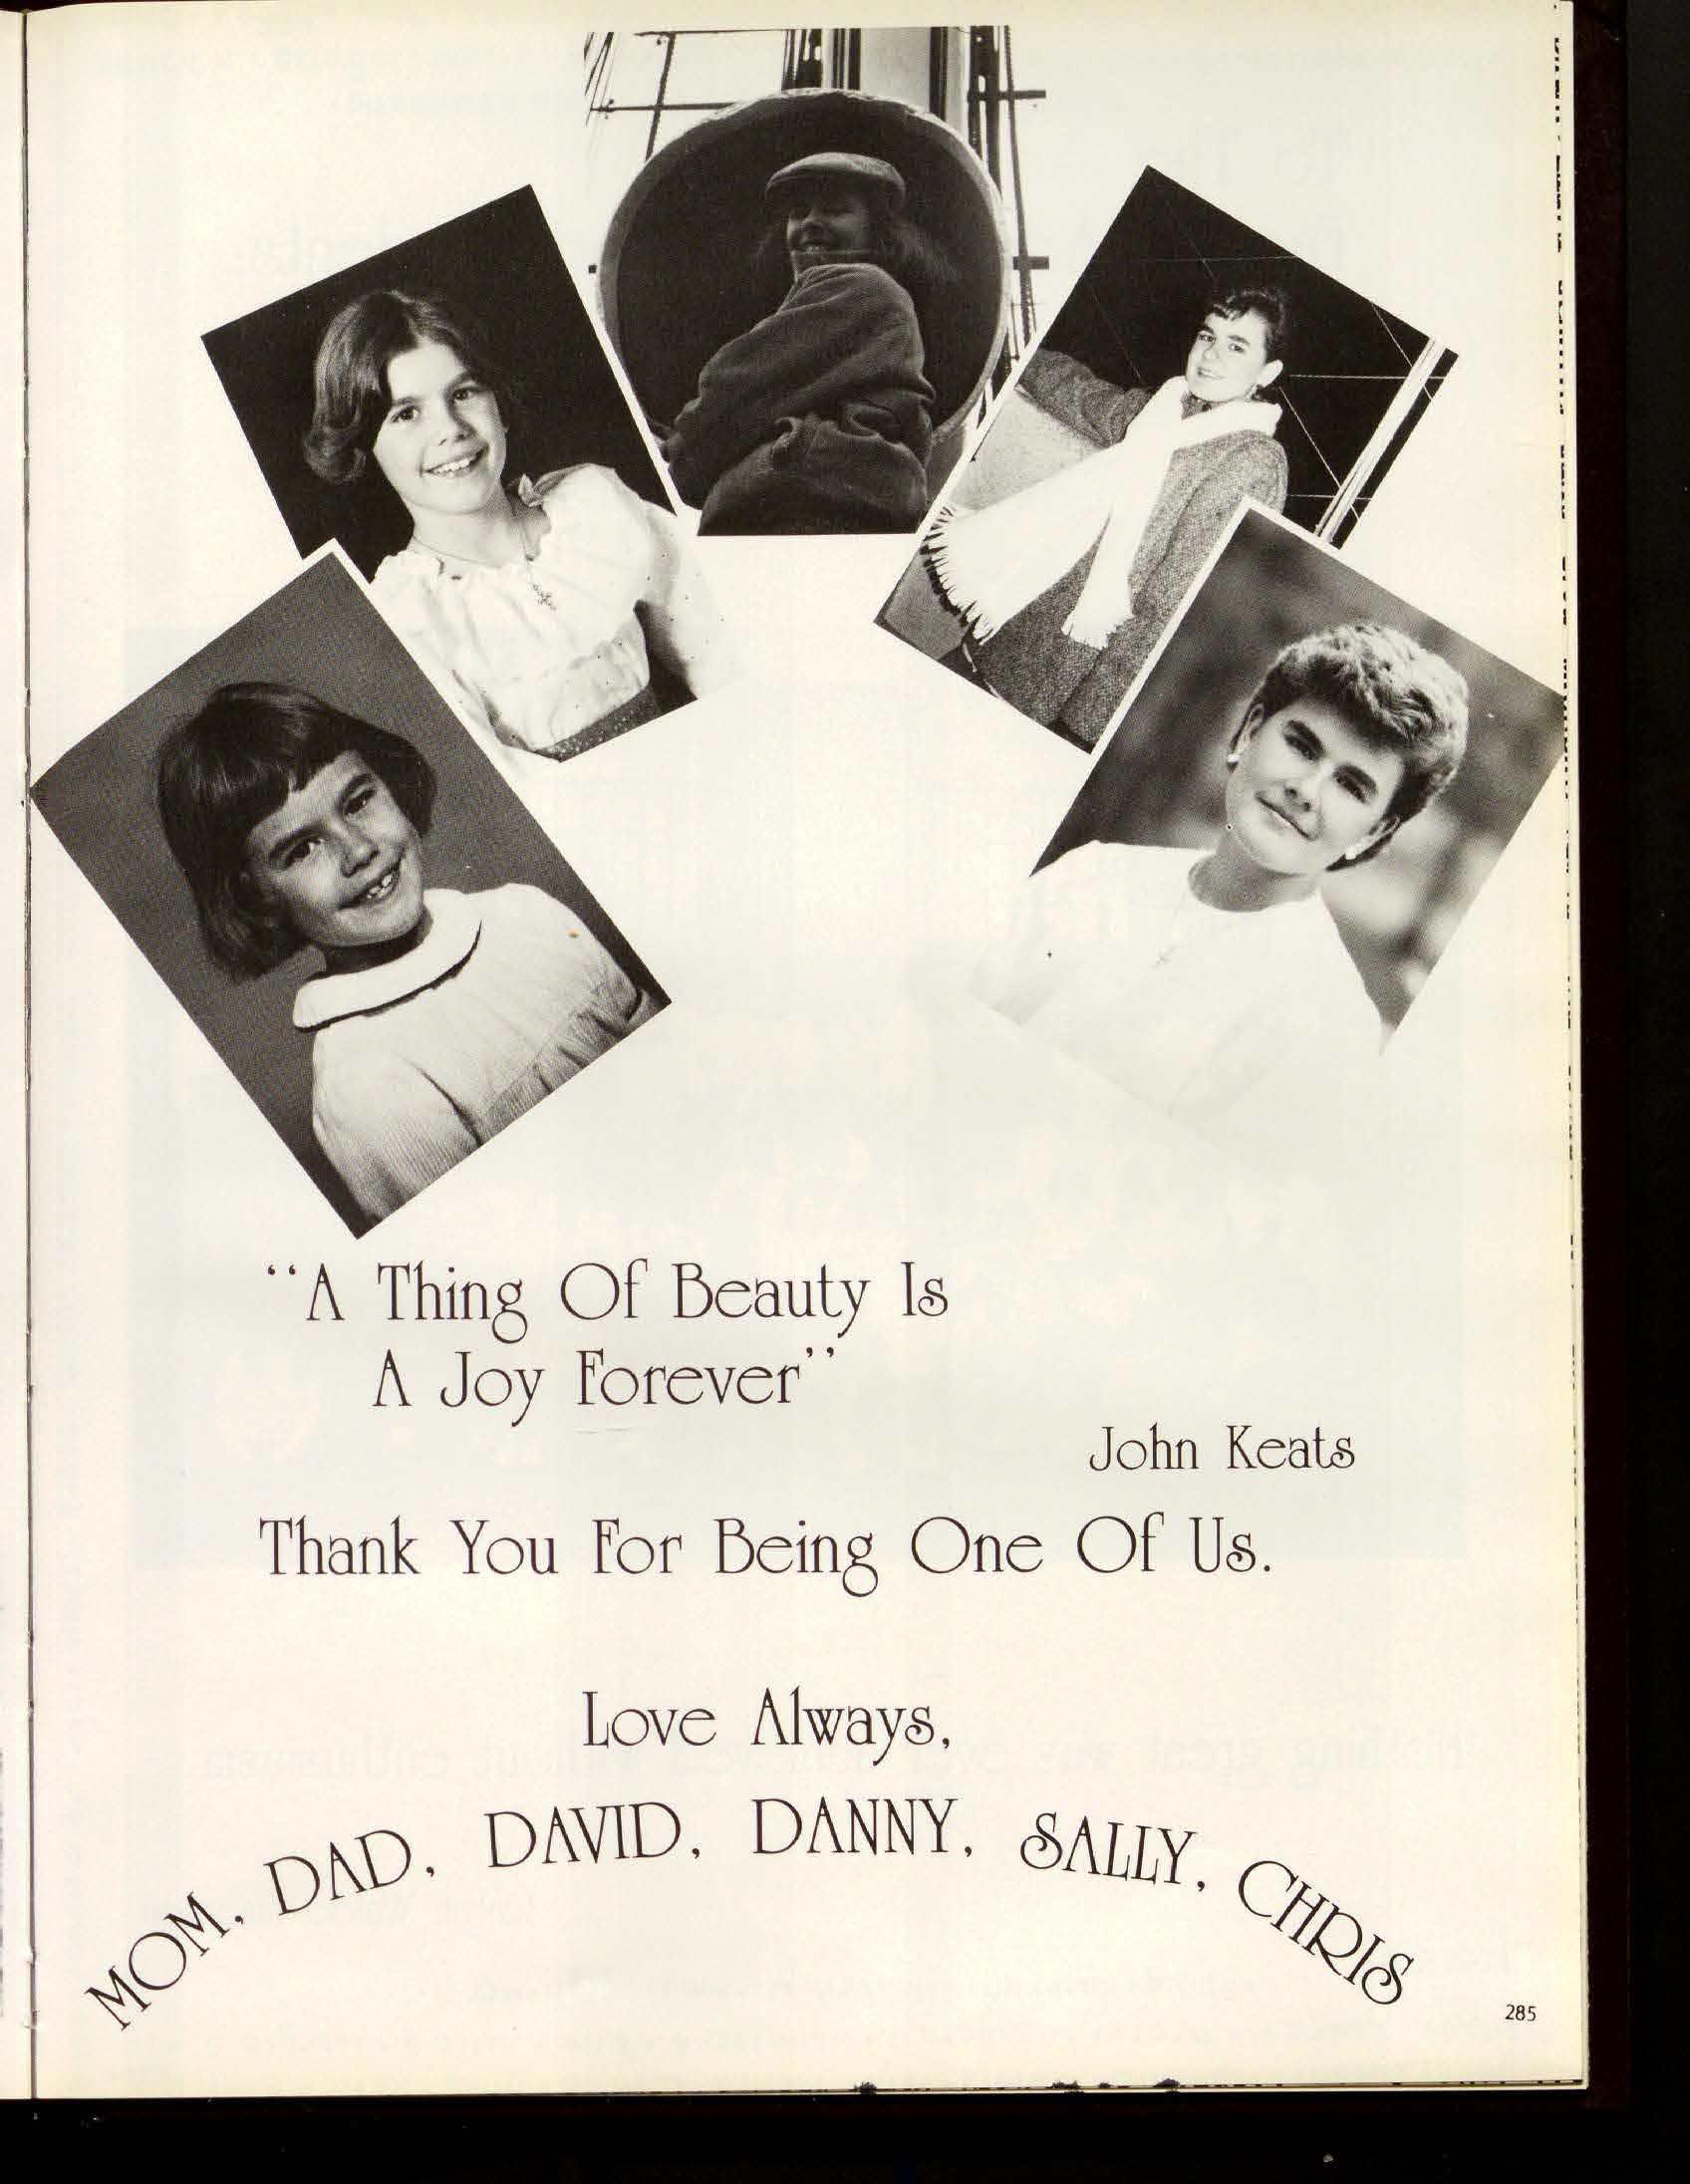 “A Thing Of Beauty Is
A Joy Forever”
John Keats
Thank You For Being One Of Us.
Love Always,
MOM, DAD, DAVID, DANNY, SALLY, CHRIS
285